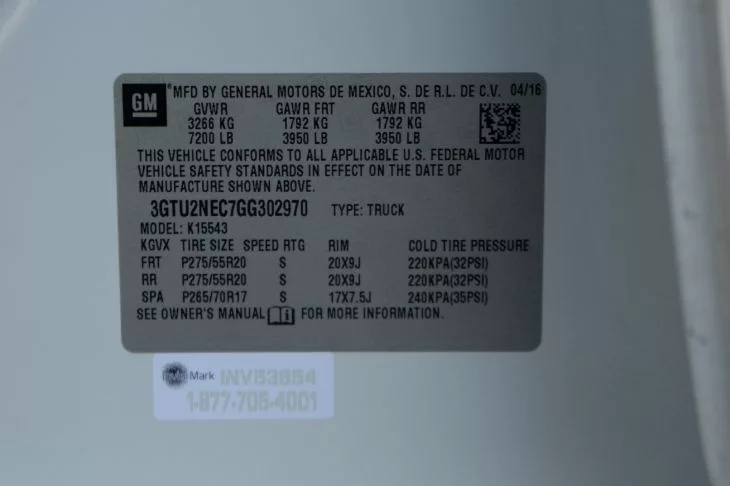 GM
®MFD BY GENERAL MOTORS DE MEXICO, S. DE R.L. DE C.V. 04/16
GVWR GAWR FRT GAWR RR
3266 KG 1792 KG 1792 KG
7200 LB 3950 LB 3950 LB
THIS VEHICLE CONFORMS TO ALL APPLICABLE U.S. FEDERAL MOTOR
VEHICLE SAFETY STANDARDS IN EFFECT ON THE DATE OF
MANUFACTURE SHOWN ABOVE.
3GTU2NEC7GG302970 TYPE: TRUCK
MODEL: K15543
KGVX TIRE SIZE SPEED RTG RIM COLD TIRE PRESSURE
FRT P275/55R20 S 20X9J 220KPA(32PSI)
RR P275/55R20 S 20X9J 220KPA(32PSI)
SPA P265/70R17 S 17X7.5J 240KPA(35PSI)
SEE OWNER'S MANUAL FOR MORE INFORMATION.
Mark
1-877-705-4001